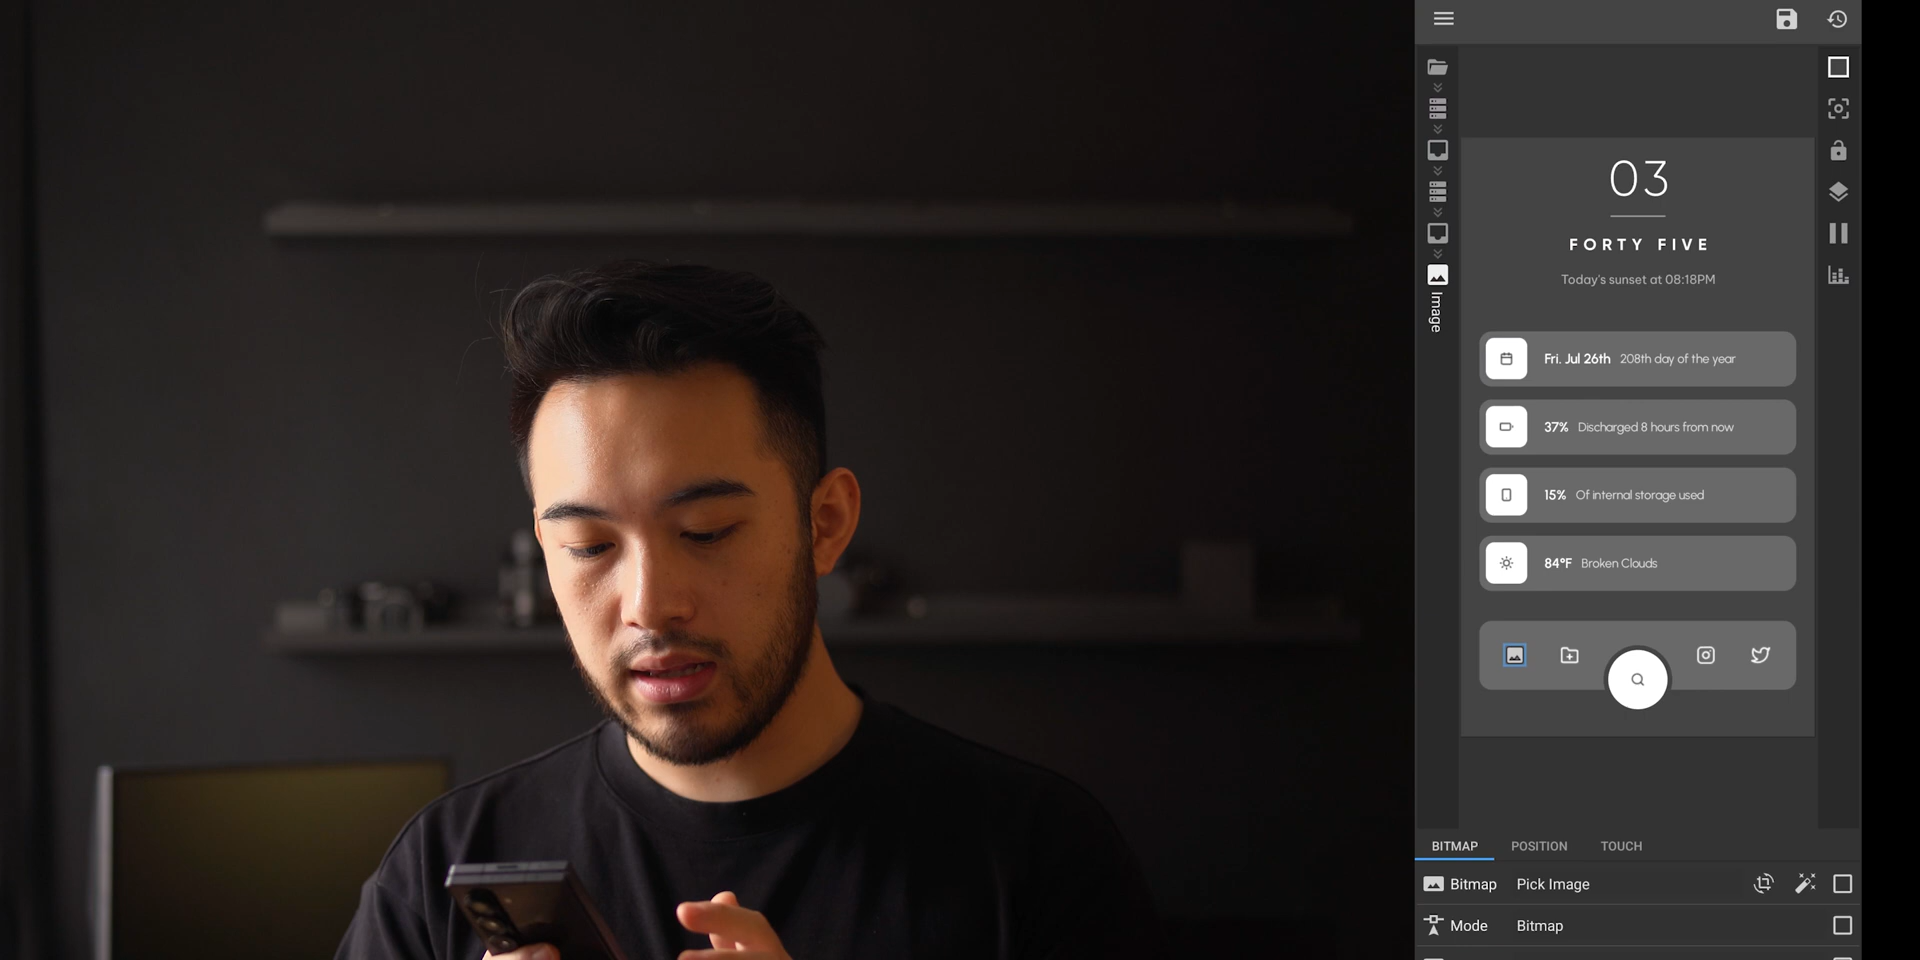 Image
03
FORTY FIVE
Today's sunset at 08:18PM
Fri. Jul 26th 208th day of the year
37% Discharged 8 hours from now
15% Of internal storage used
84°F Broken Clouds
BITMAP POSITION TOUCH
Bitmap Pick Image
Mode Bitmap